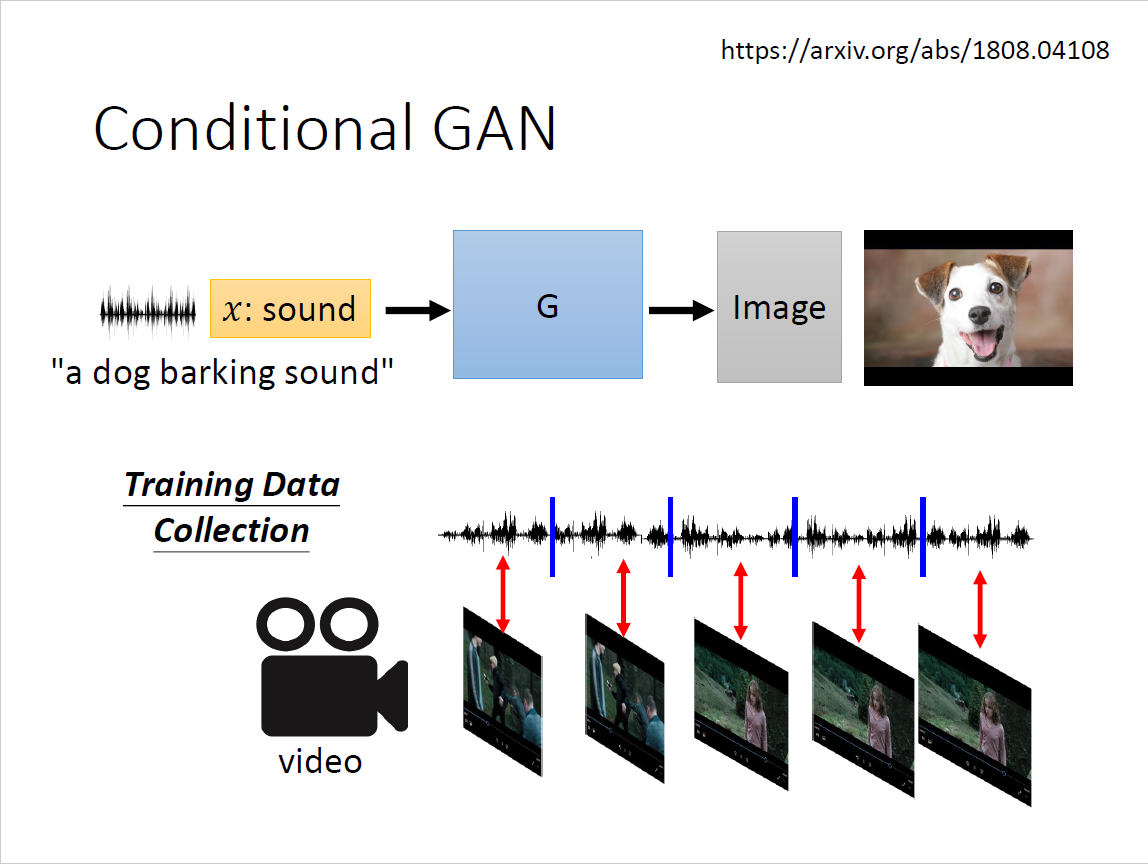 https://arxiv.org/abs/1808.04108
Conditional GAN
𝑥: sound
G
Image
"a dog barking sound"
Training Data
Collection
video